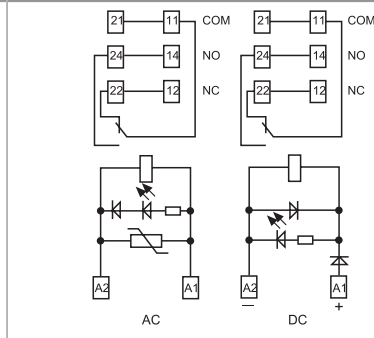 21 11 COM 21 11 COM
24 14 NO 24 14 NO
22 12 NC 22 12 NC
A2 A1 A2 A1
— +
AC DC